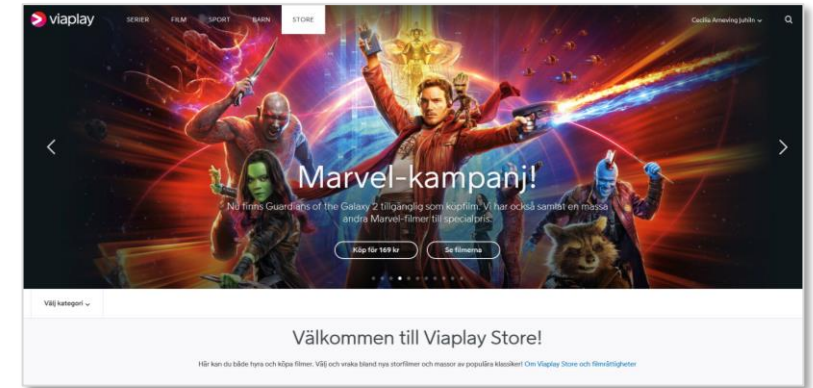 viaplay
SERIER FILM SPORT BARN STORE
Cecilia Arneving Juhlin
Marvel-kampanj!
Nu finns Guardians of the Galaxy 2 tillgänglig som köpfilm. Vi har också samlat en massa
andra Marvel-filmer till specialpris.
Köp för 169 kr Se filmerna
Välj kategori
Välkommen till Viaplay Store!
Här kan du både hyra och köpa filmer. Välj och vraka bland nya storfilmer och massor av populära klassiker! Om Viaplay Store och filmrättigheter